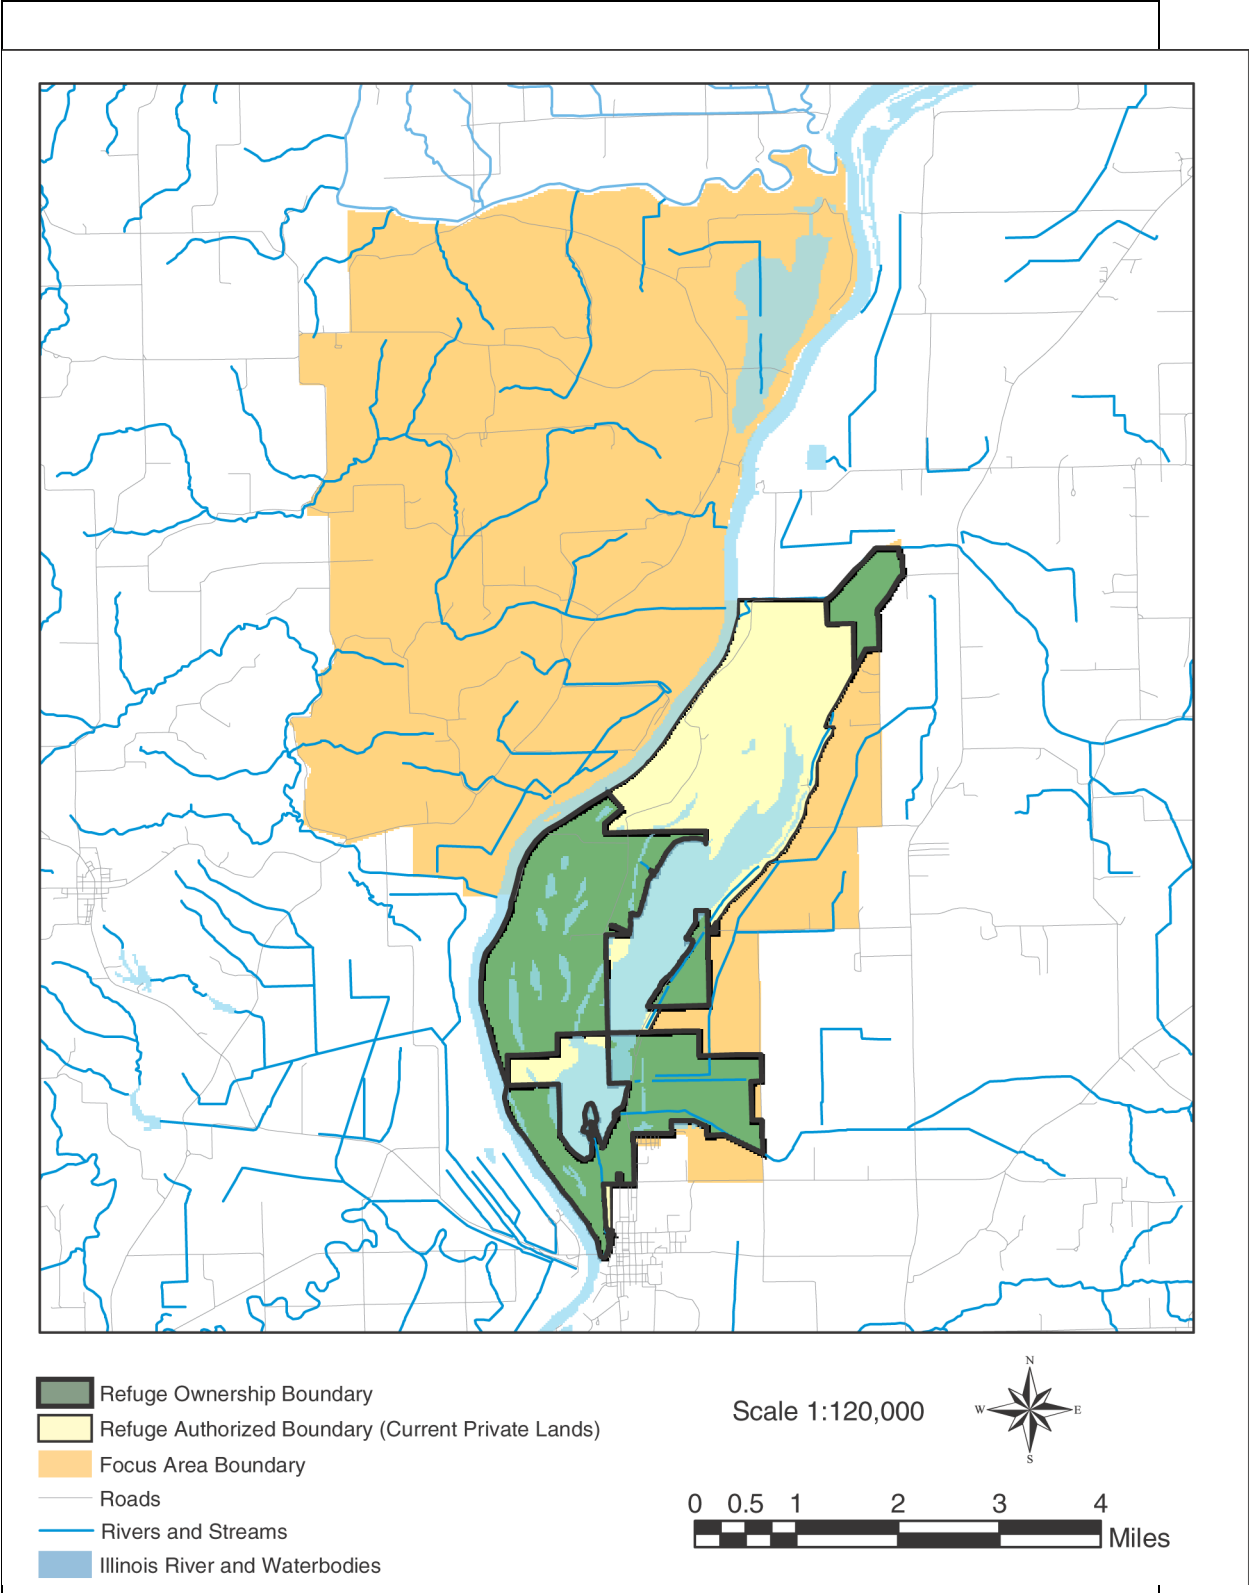 Refuge Ownership Boundary
Refuge Authorized Boundary (Current Private Lands)
Focus Area Boundary
Roads
Rivers and Streams
Illinois River and Waterbodies
Scale 1:120,000
N
W E
S
0 0.5 1 2 3 4
Miles